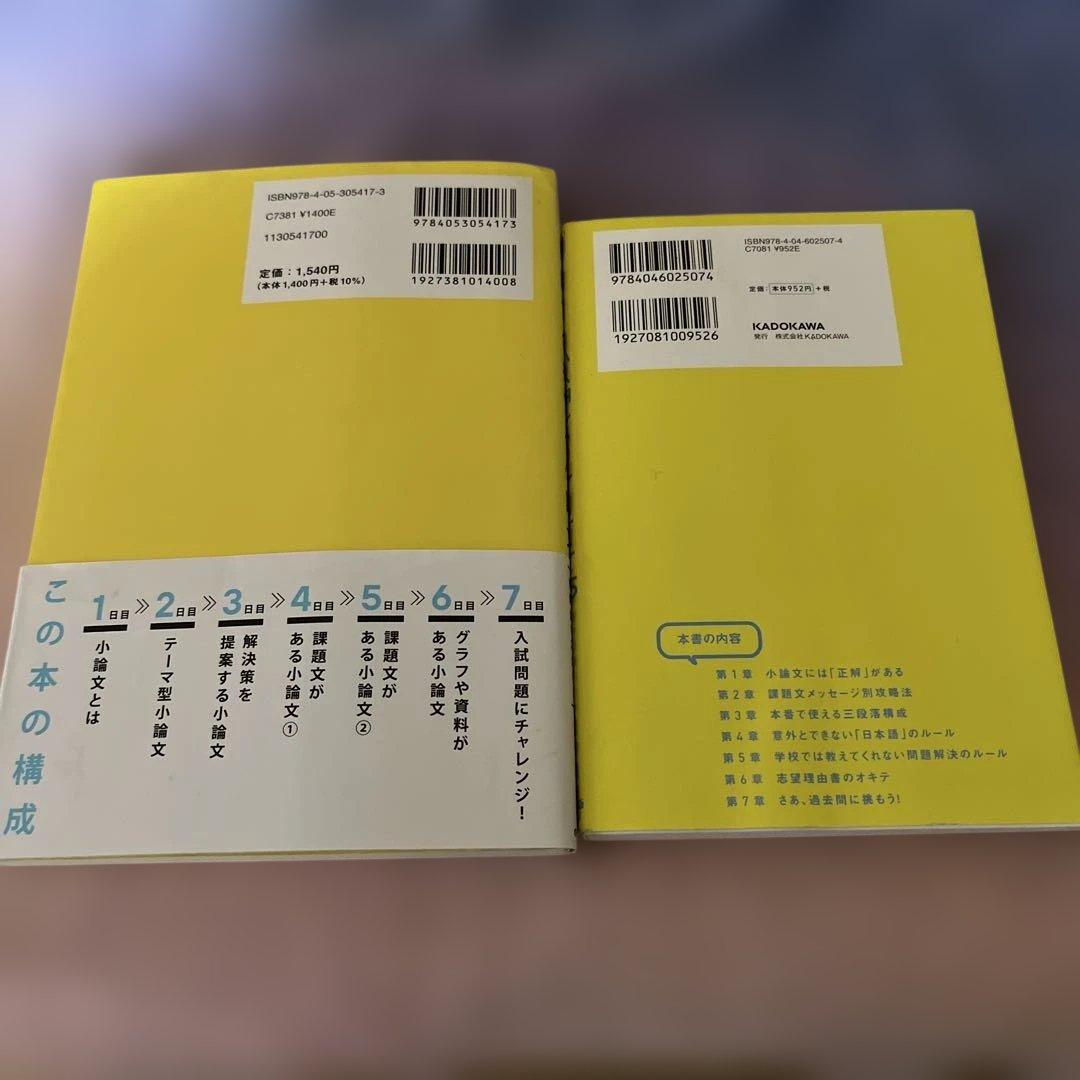 ISBN978-4-05-305417-3
C7381 ¥1400E
1130541700
定価:1,540円
(本体1,400円+税10%)
9784053054173
1927381014008
この本の構成
1日目
小論文とは
≫
2日目
テーマ型小論文
≫
3日目
解決策を
提案する小論文
≫
4日目
課題文が
ある小論文①
≫
5日目
課題文が
ある小論文②
≫
6日目
グラフや資料が
ある小論文
≫
7日目
入試問題にチャレンジ!
9784046025074
1927081009526
ISBN978-4-04-602507-4
C7081 ¥952E
定価:本体952円+税
KADOKAWA
発行 株式会社KADOKAWA
本書の内容
第1章 小論文には「正解」がある
第2章 課題文メッセージ別攻略法
第3章 本番で使える三段落構成
第4章 意外とできない「日本語」のルール
第5章 学校では教えてくれない問題解決のルール
第6章 志望理由書のオキテ
第7章 さあ、過去問に挑もう!